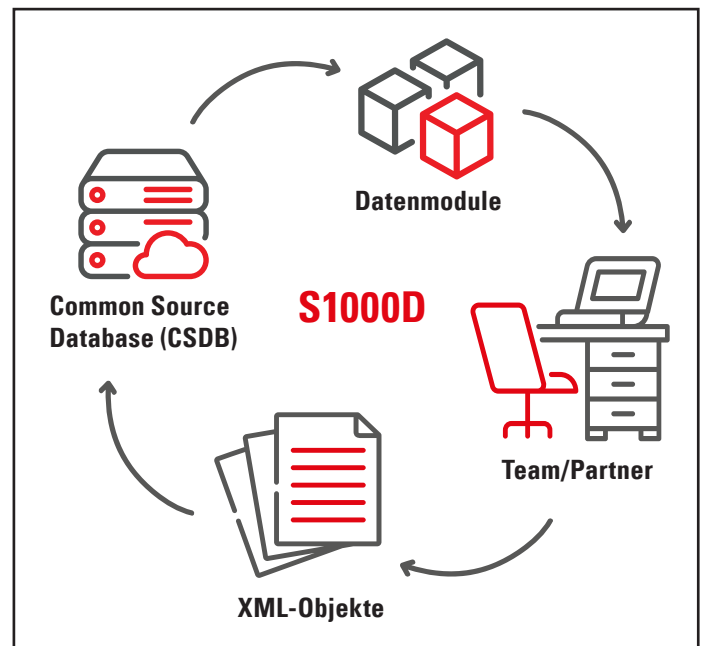 Datenmodule
Common Source
Database (CSDB)
S1000D
Team/Partner
XML-Objekte